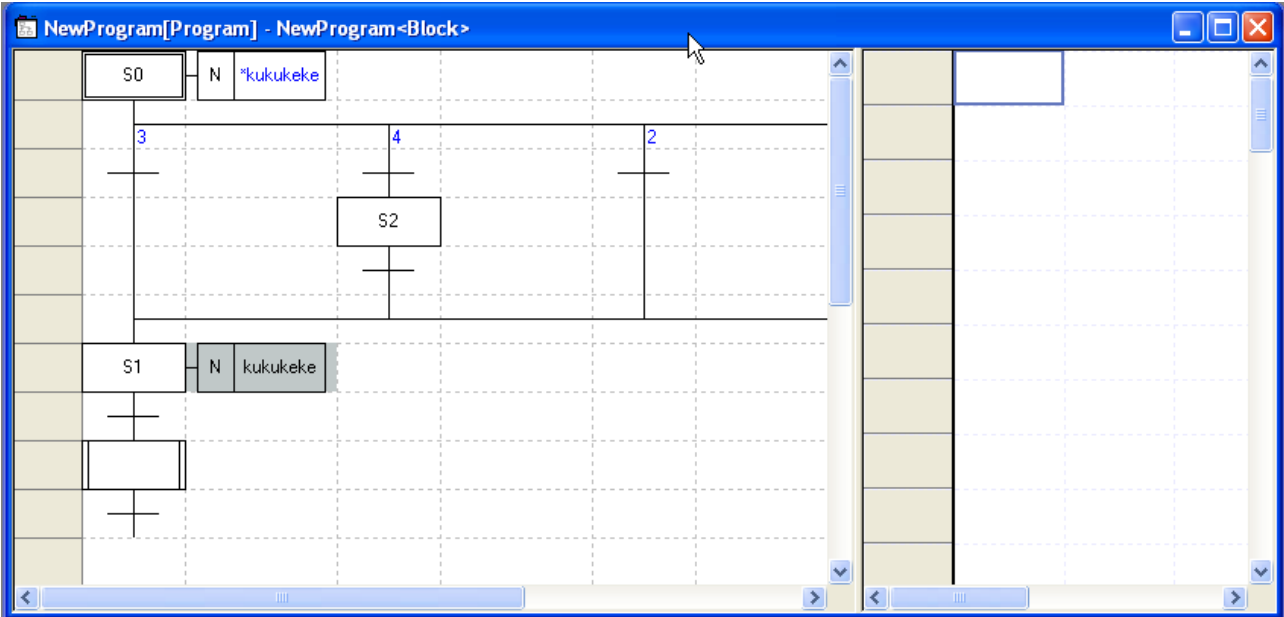 NewProgram[Program] - NewProgram<Block>
S0 N *kukukeke
3 4 2
S2
S1 N kukukeke